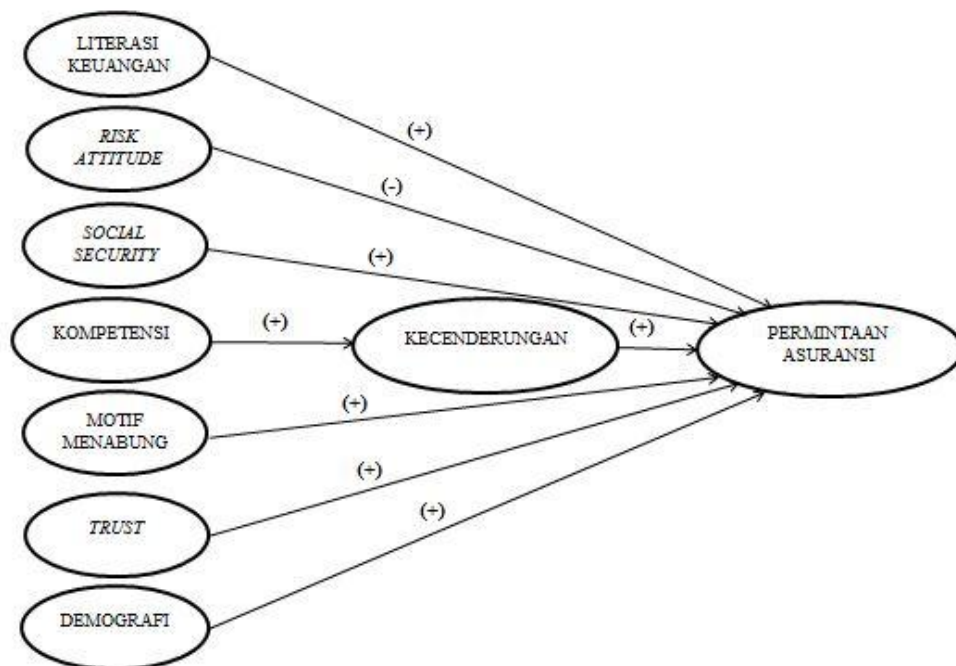 LITERASI
KEUANGAN
(+)
RISK
ATTITUDE
(-)
SOCIAL
SECURITY
(+)
KOMPETENSI
(+)
KECENDERUNGAN
(+)
PERMINTAAN
ASURANSI
MOTIF
MENABUNG
(+)
TRUST
(+)
DEMOGRAFI
(+)